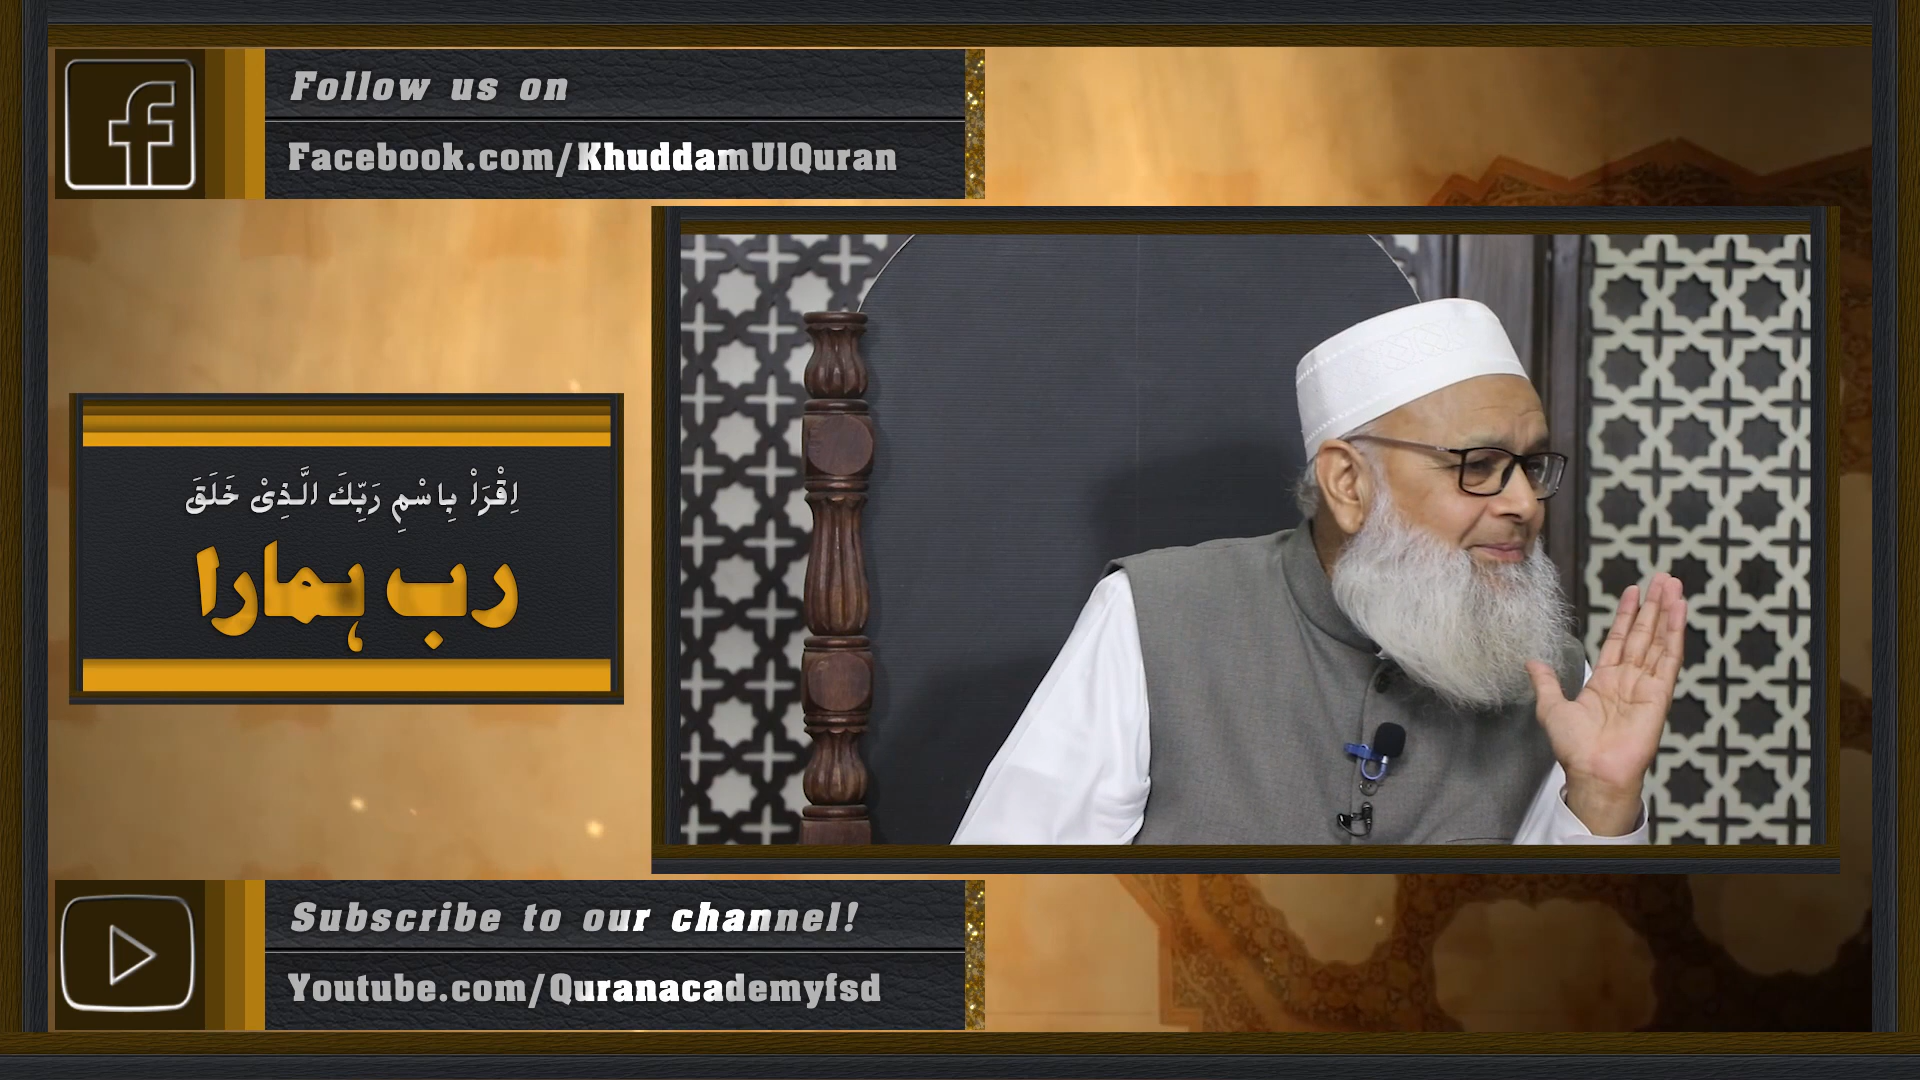 Follow us on
Facebook.com/KhuddamUlQuran
اِقْرَاْ بِاسْمِ رَبِّكَ الَّذِیْ خَلَقَ
رب ہمارا
Subscribe to our channel!
Youtube.com/Quranacademyfsd